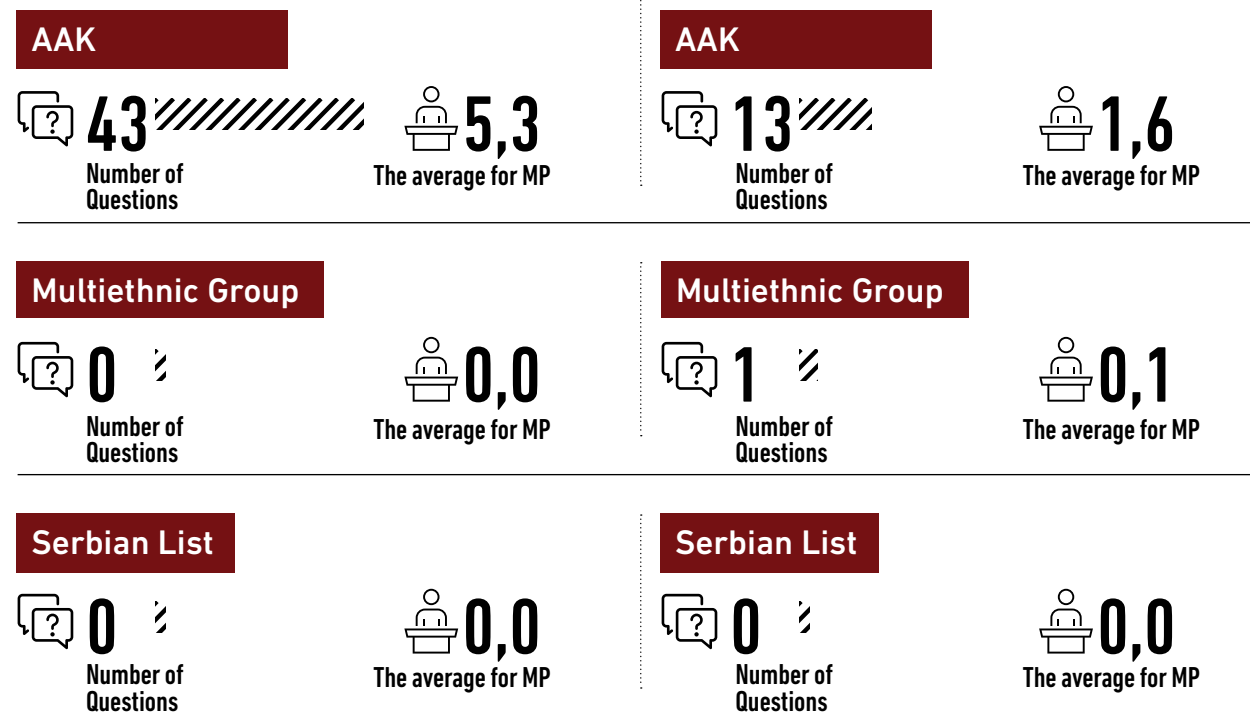 AAK
43
Number of
Questions
5,3
The average for MP
AAK
13
Number of
Questions
1,6
The average for MP
Multiethnic Group
0
Number of
Questions
0,0
The average for MP
Multiethnic Group
1
Number of
Questions
0,1
The average for MP
Serbian List
0
Number of
Questions
0,0
The average for MP
Serbian List
0
Number of
Questions
0,0
The average for MP